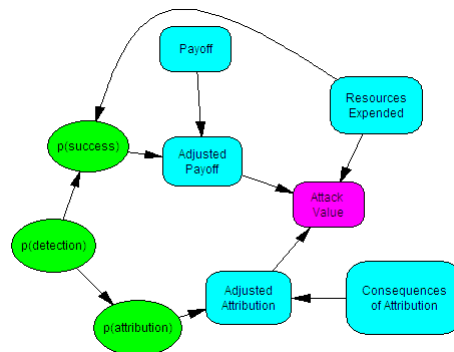 Payoff
Resources
Expended
p(success)
Adjusted
Payoff
Attack
Value
p(detection)
Adjusted
Attribution
Consequences
of Attribution
p(attribution)